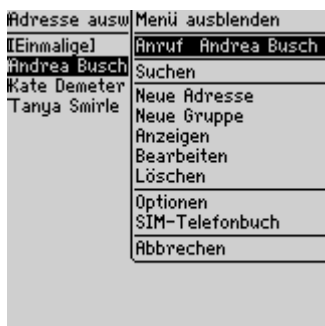 Adresse ausw
[Einmalige]
Andrea Busch
Kate Demeter
Tanya Smirle
Menü ausblenden
Anruf Andrea Busch
Suchen
Neue Adresse
Neue Gruppe
Anzeigen
Bearbeiten
Löschen
Optionen
SIM-Telefonbuch
Abbrechen